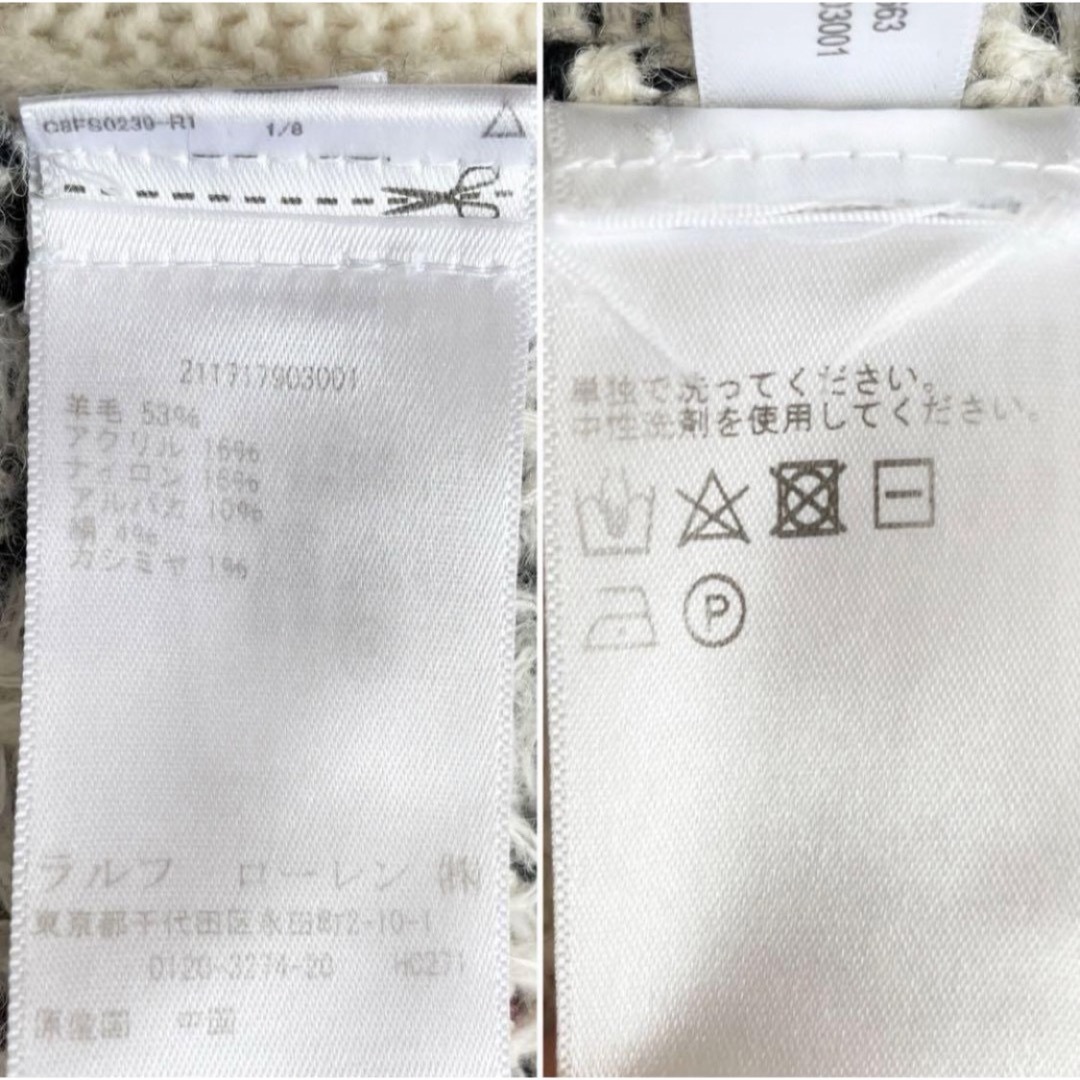 C8FS0239-R1 1/8
211717903001
羊毛 53%
アクリル 16%
ナイロン 16%
アルパカ 10%
絹 4%
カシミヤ 1%
ラルフ ローレン ㈱
東京都千代田区永田町2-10-1
0120-3274-20 HC271
原産国 中国
63
03001
単独で洗ってください。
中性洗剤を使用してください。
P